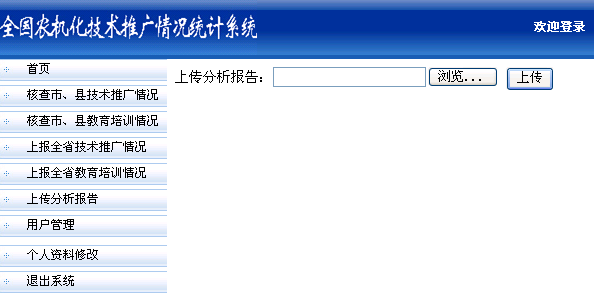 全国农机化技术推广情况统计系统
欢迎登录
首页
上传分析报告： 浏览... 上传
核查市、县技术推广情况
核查市、县教育培训情况
上报全省技术推广情况
上报全省教育培训情况
上传分析报告
用户管理
个人资料修改
退出系统